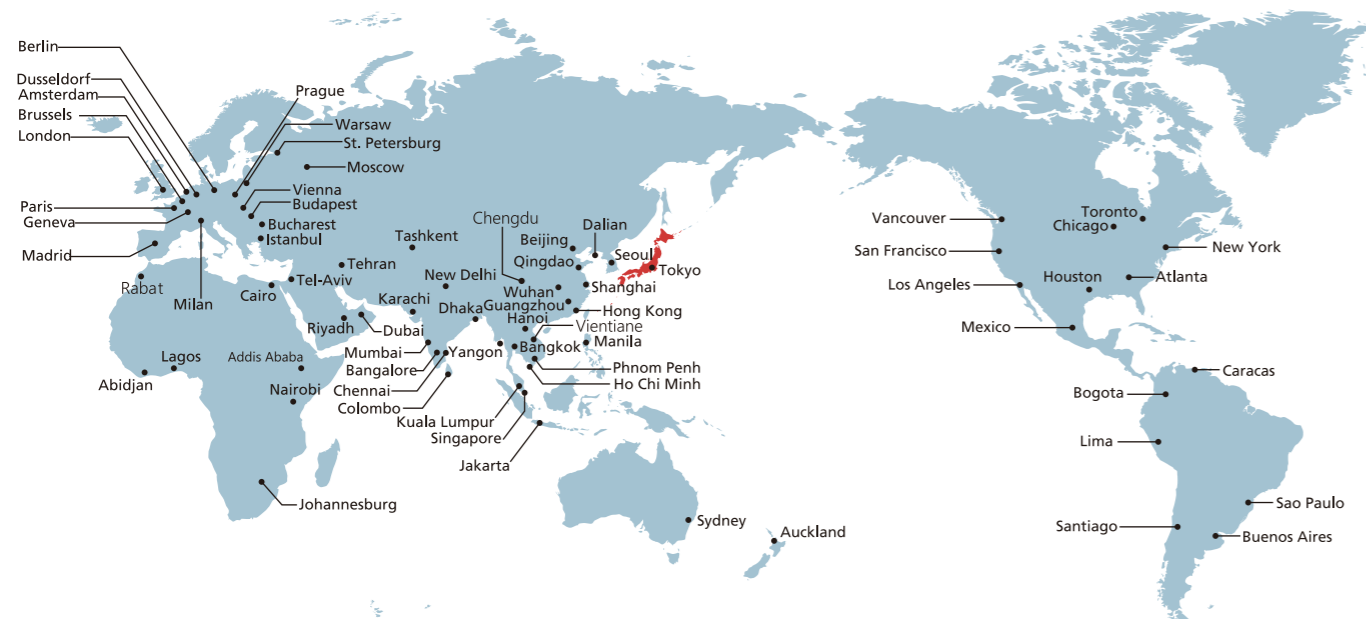 Berlin
Dusseldorf
Amsterdam
Brussels
London
Prague
Warsaw
St. Petersburg
Moscow
Paris
Geneva
Madrid
Vienna
Budapest
Bucharest
Istanbul
Rabat
Milan
Cairo
Tel-Aviv
Tehran
Tashkent
Chengdu
Dalian
Beijing
Seoul
Qingdao
Tokyo
New Delhi
Wuhan
Shanghai
Karachi
Dhaka
Guangzhou
Hong Kong
Hanoi
Riyadh
Dubai
Vientiane
Manila
Mumbai
Yangon
Bangkok
Bangalore
Phnom Penh
Chennai
Ho Chi Minh
Colombo
Kuala Lumpur
Singapore
Jakarta
Lagos
Addis Ababa
Abidjan
Nairobi
Johannesburg
Sydney
Auckland
Vancouver
Toronto
Chicago
San Francisco
New York
Los Angeles
Houston
Atlanta
Mexico
Caracas
Bogota
Lima
Sao Paulo
Santiago
Buenos Aires